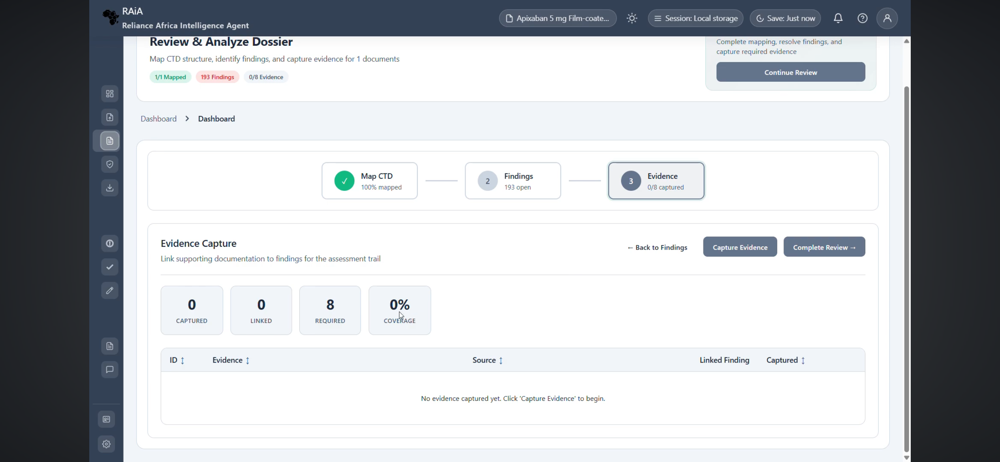 RAiA
Reliance Africa Intelligence Agent
Apixaban 5 mg Film-coate...
Session: Local storage
Save: Just now
Review & Analyze Dossier
Map CTD structure, identify findings, and capture evidence for 1 documents
1/1 Mapped
193 Findings
0/8 Evidence
Complete mapping, resolve findings, and
capture required evidence
Continue Review
Dashboard > Dashboard
✓
Map CTD
100% mapped
2
Findings
193 open
3
Evidence
0/8 captured
Evidence Capture
Link supporting documentation to findings for the assessment trail
← Back to Findings
Capture Evidence
Complete Review →
0
CAPTURED
0
LINKED
8
REQUIRED
0%
COVERAGE
ID ↕ Evidence ↕ Source ↕ Linked Finding Captured ↕
No evidence captured yet. Click 'Capture Evidence' to begin.